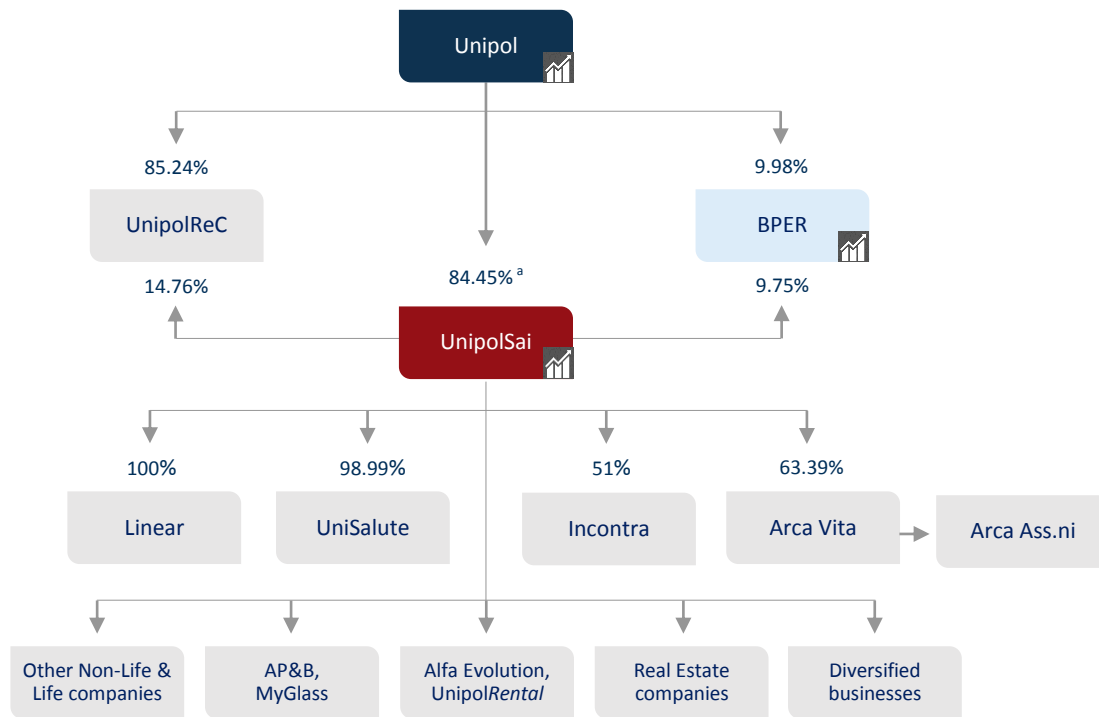 Unipol
85.24%
9.98%
UnipolReC
BPER
14.76%
84.45% a
9.75%
UnipolSai
100%
98.99%
51%
63.39%
Linear
UniSalute
Incontra
Arca Vita
Arca Ass.ni
Other Non-Life &
Life companies
AP&B,
MyGlass
Alfa Evolution,
UnipolRental
Real Estate
companies
Diversified
businesses